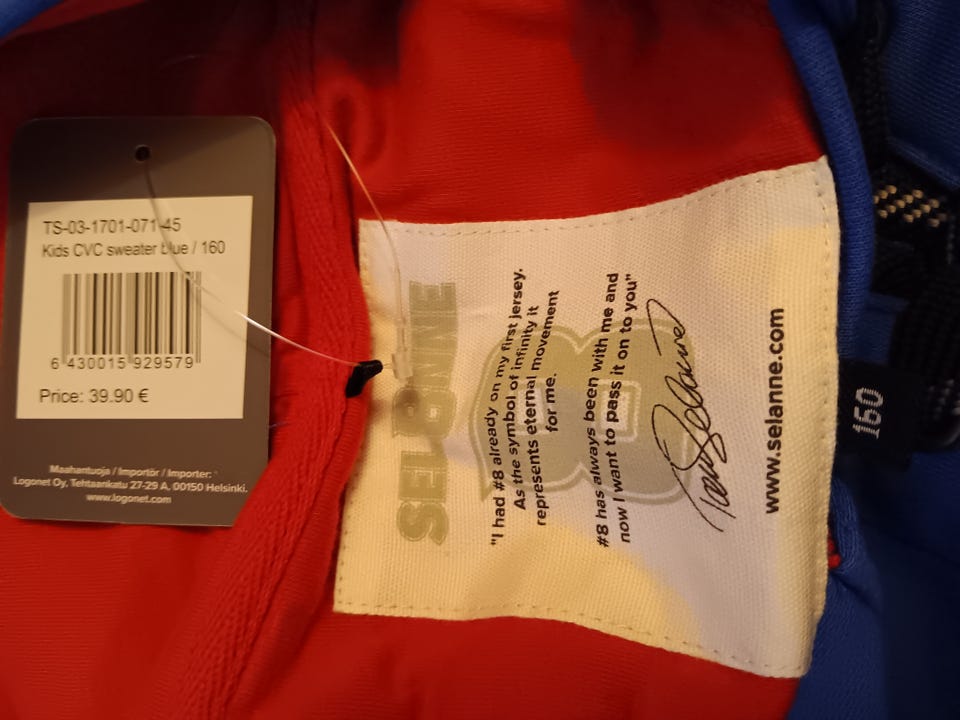 TS-03-1701-071-45
Kids CVC sweater blue / 160
6 430015 929579
Price: 39.90 €
Maahantuoja / Importör / Importer:
Logonet Oy, Tehtaankatu 27-29 A, 00150 Helsinki.
www.logonet.com
SEL8NNE
"I had #8 already on my first jersey.
As the symbol of infinity it
represents eternal movement
for me.
#8 has always been with me and
now I want to pass it on to you"
8
Teemu Selänne
www.selanne.com
160